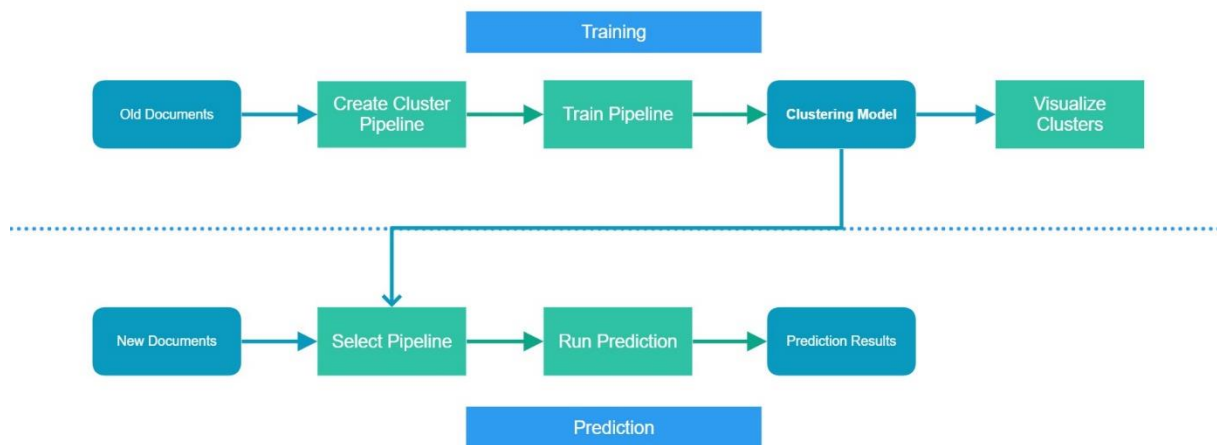 Training
Old Documents
Create Cluster
Pipeline
Train Pipeline
Clustering Model
Visualize
Clusters
New Documents
Select Pipeline
Run Prediction
Prediction Results
Prediction